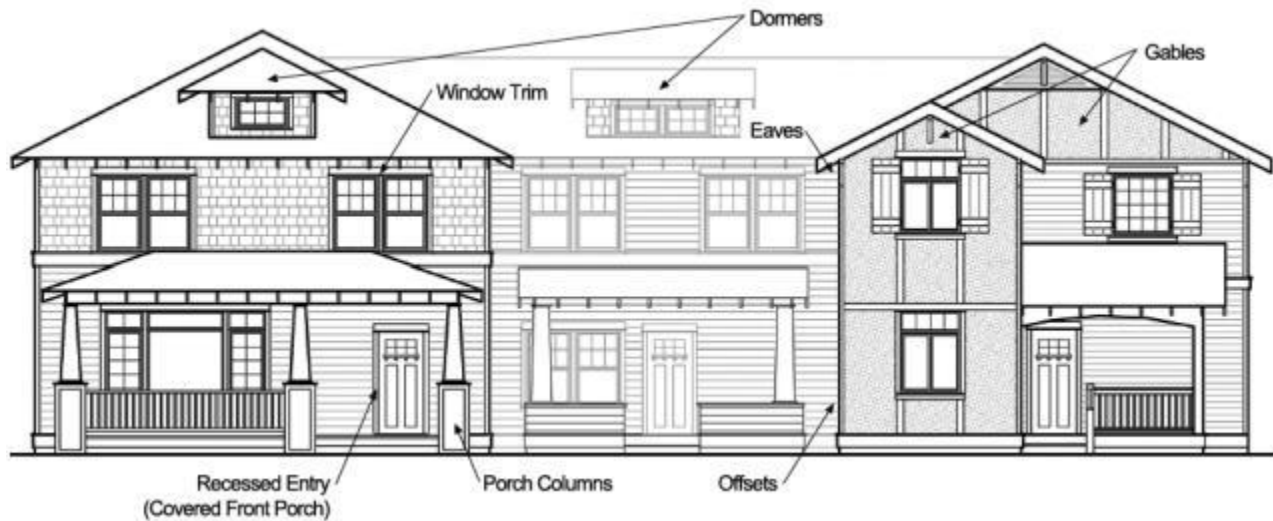 Dormers
Gables
Window Trim
Eaves
Recessed Entry
(Covered Front Porch)
Porch Columns
Offsets